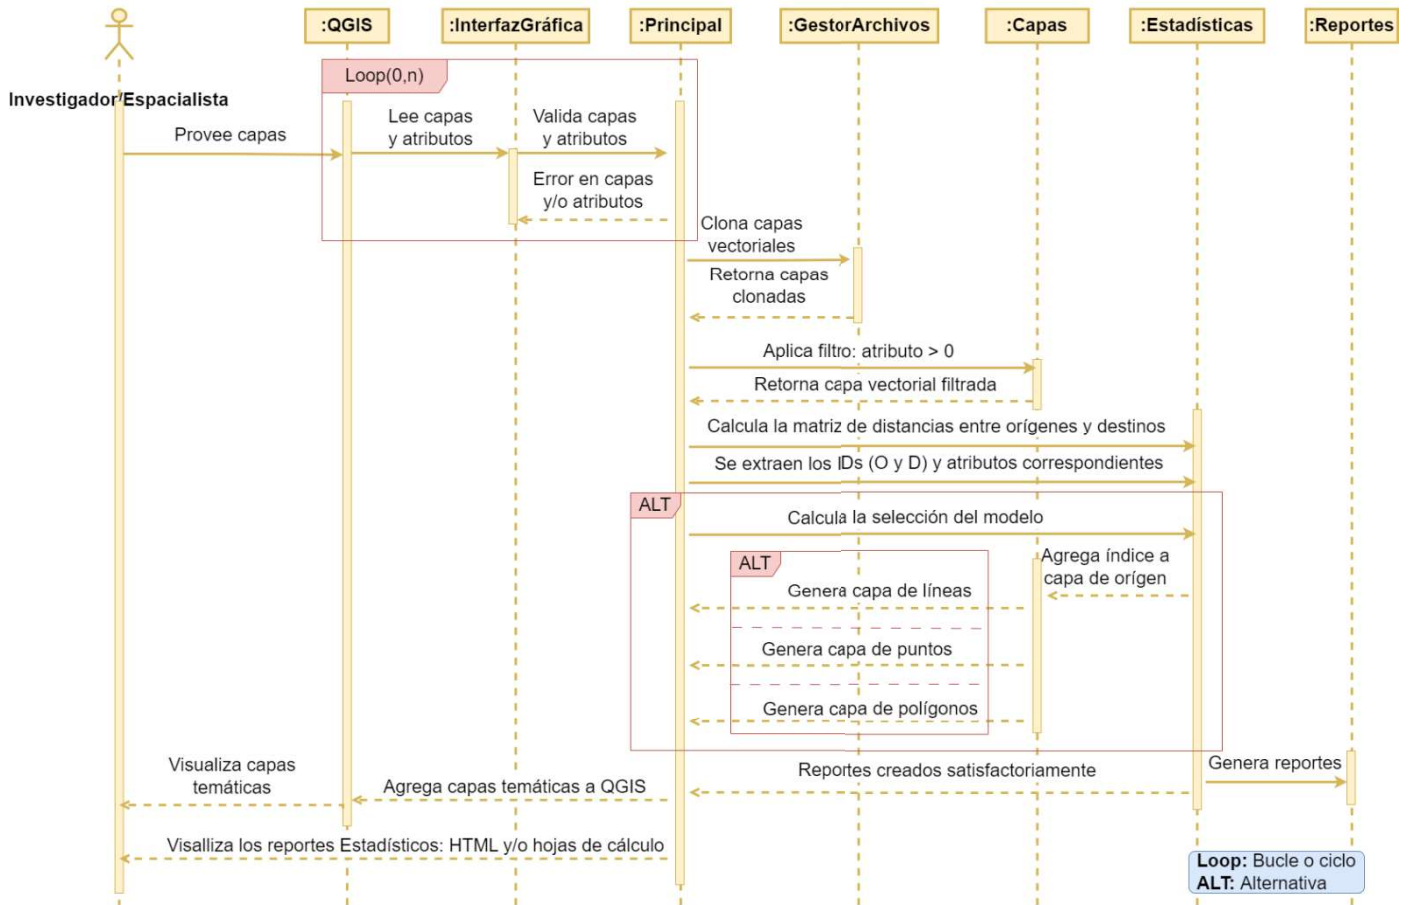 :QGIS
:InterfazGráfica
:Principal
:GestorArchivos
:Capas
:Estadísticas
:Reportes
Loop(0,n)
Investigador/Espacialista
Provee capas
Lee capas
y atributos
Valida capas
y atributos
Error en capas
y/o atributos
Clona capas
vectoriales
Retorna capas
clonadas
Aplica filtro: atributo > 0
Retorna capa vectorial filtrada
Calcula la matriz de distancias entre orígenes y destinos
Se extraen los IDs (O y D) y atributos correspondientes
ALT
Calcula la selección del modelo
ALT
Agrega índice a
capa de orígen
Genera capa de líneas
Genera capa de puntos
Genera capa de polígonos
Visualiza capas
temáticas
Agrega capas temáticas a QGIS
Reportes creados satisfactoriamente
Genera reportes
Visalliza los reportes Estadísticos: HTML y/o hojas de cálculo
Loop: Bucle o ciclo
ALT: Alternativa